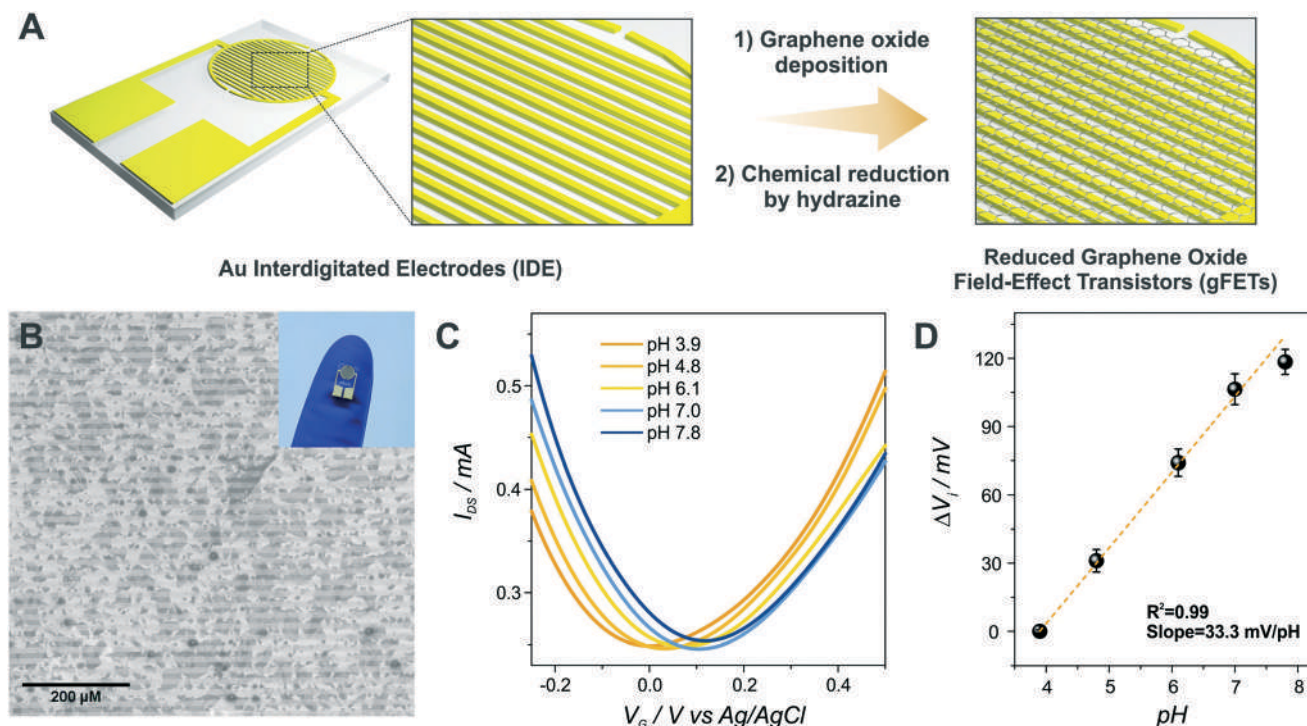 A
1) Graphene oxide
deposition
2) Chemical reduction
by hydrazine
Au Interdigitated Electrodes (IDE)
Reduced Graphene Oxide
Field-Effect Transistors (gFETs)
B
200 µM
C
pH 3.9
pH 4.8
pH 6.1
pH 7.0
pH 7.8
0.5
0.4
0.3
I_DS / mA
-0.2
0.0
0.2
0.4
V_G / V vs Ag/AgCl
D
120
90
60
30
0
ΔV_i / mV
R²=0.99
Slope=33.3 mV/pH
4
5
6
7
8
pH